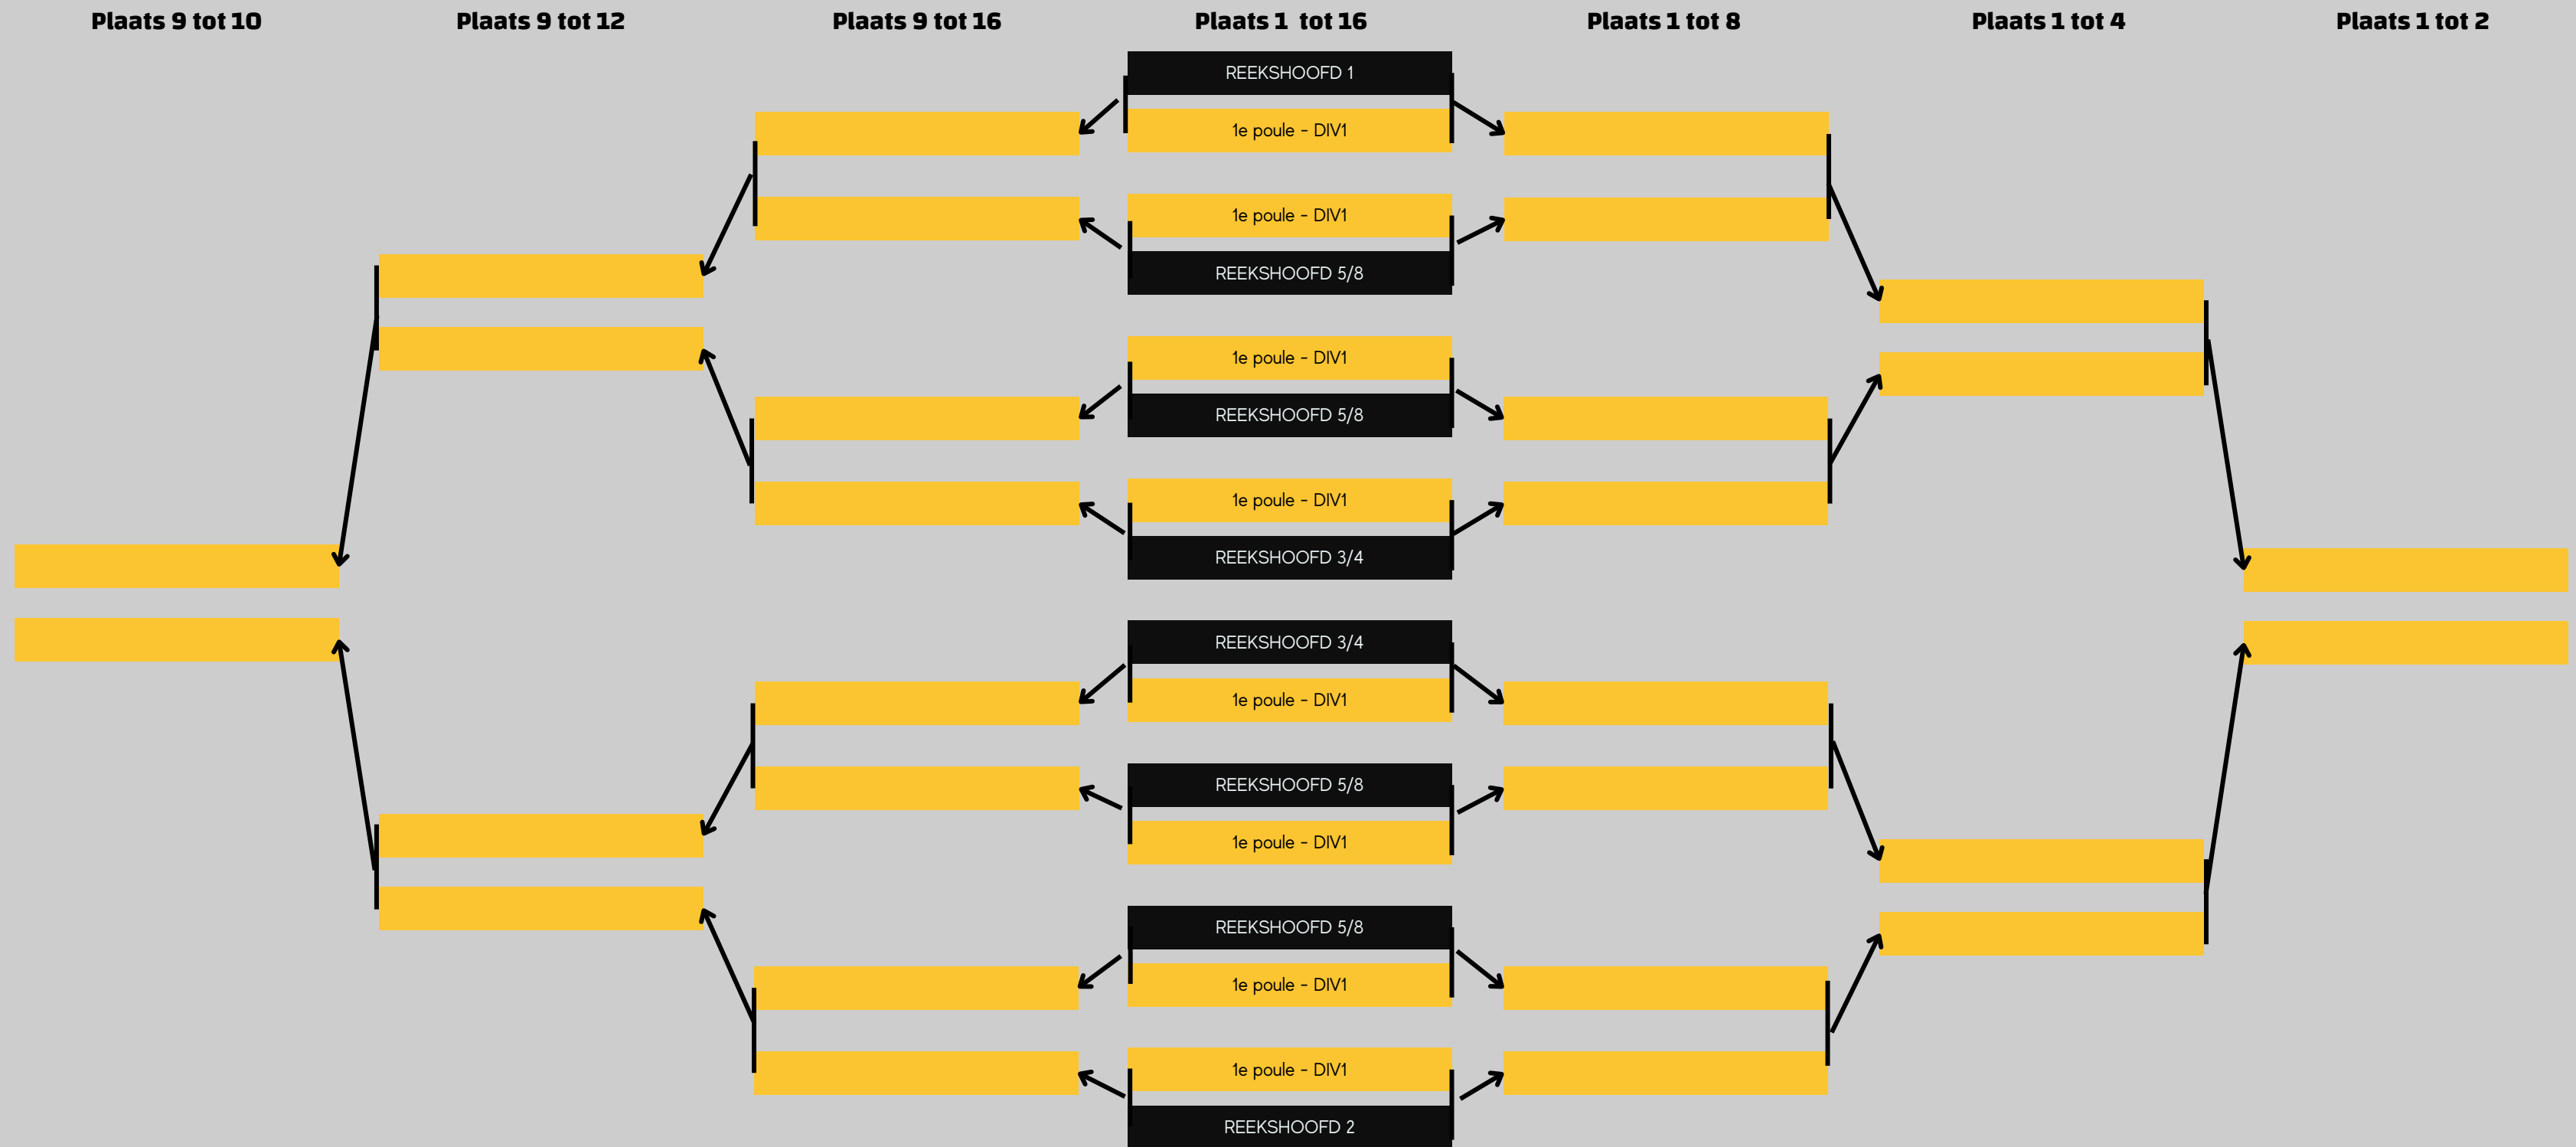 Plaats 9 tot 10
Plaats 9 tot 12
Plaats 9 tot 16
Plaats 1 tot 16
Plaats 1 tot 8
Plaats 1 tot 4
Plaats 1 tot 2
REEKSHOOFD 1
1e poule - DIV1
1e poule - DIV1
REEKSHOOFD 5/8
1e poule - DIV1
REEKSHOOFD 5/8
1e poule - DIV1
REEKSHOOFD 3/4
REEKSHOOFD 3/4
1e poule - DIV1
REEKSHOOFD 5/8
1e poule - DIV1
REEKSHOOFD 5/8
1e poule - DIV1
1e poule - DIV1
REEKSHOOFD 2